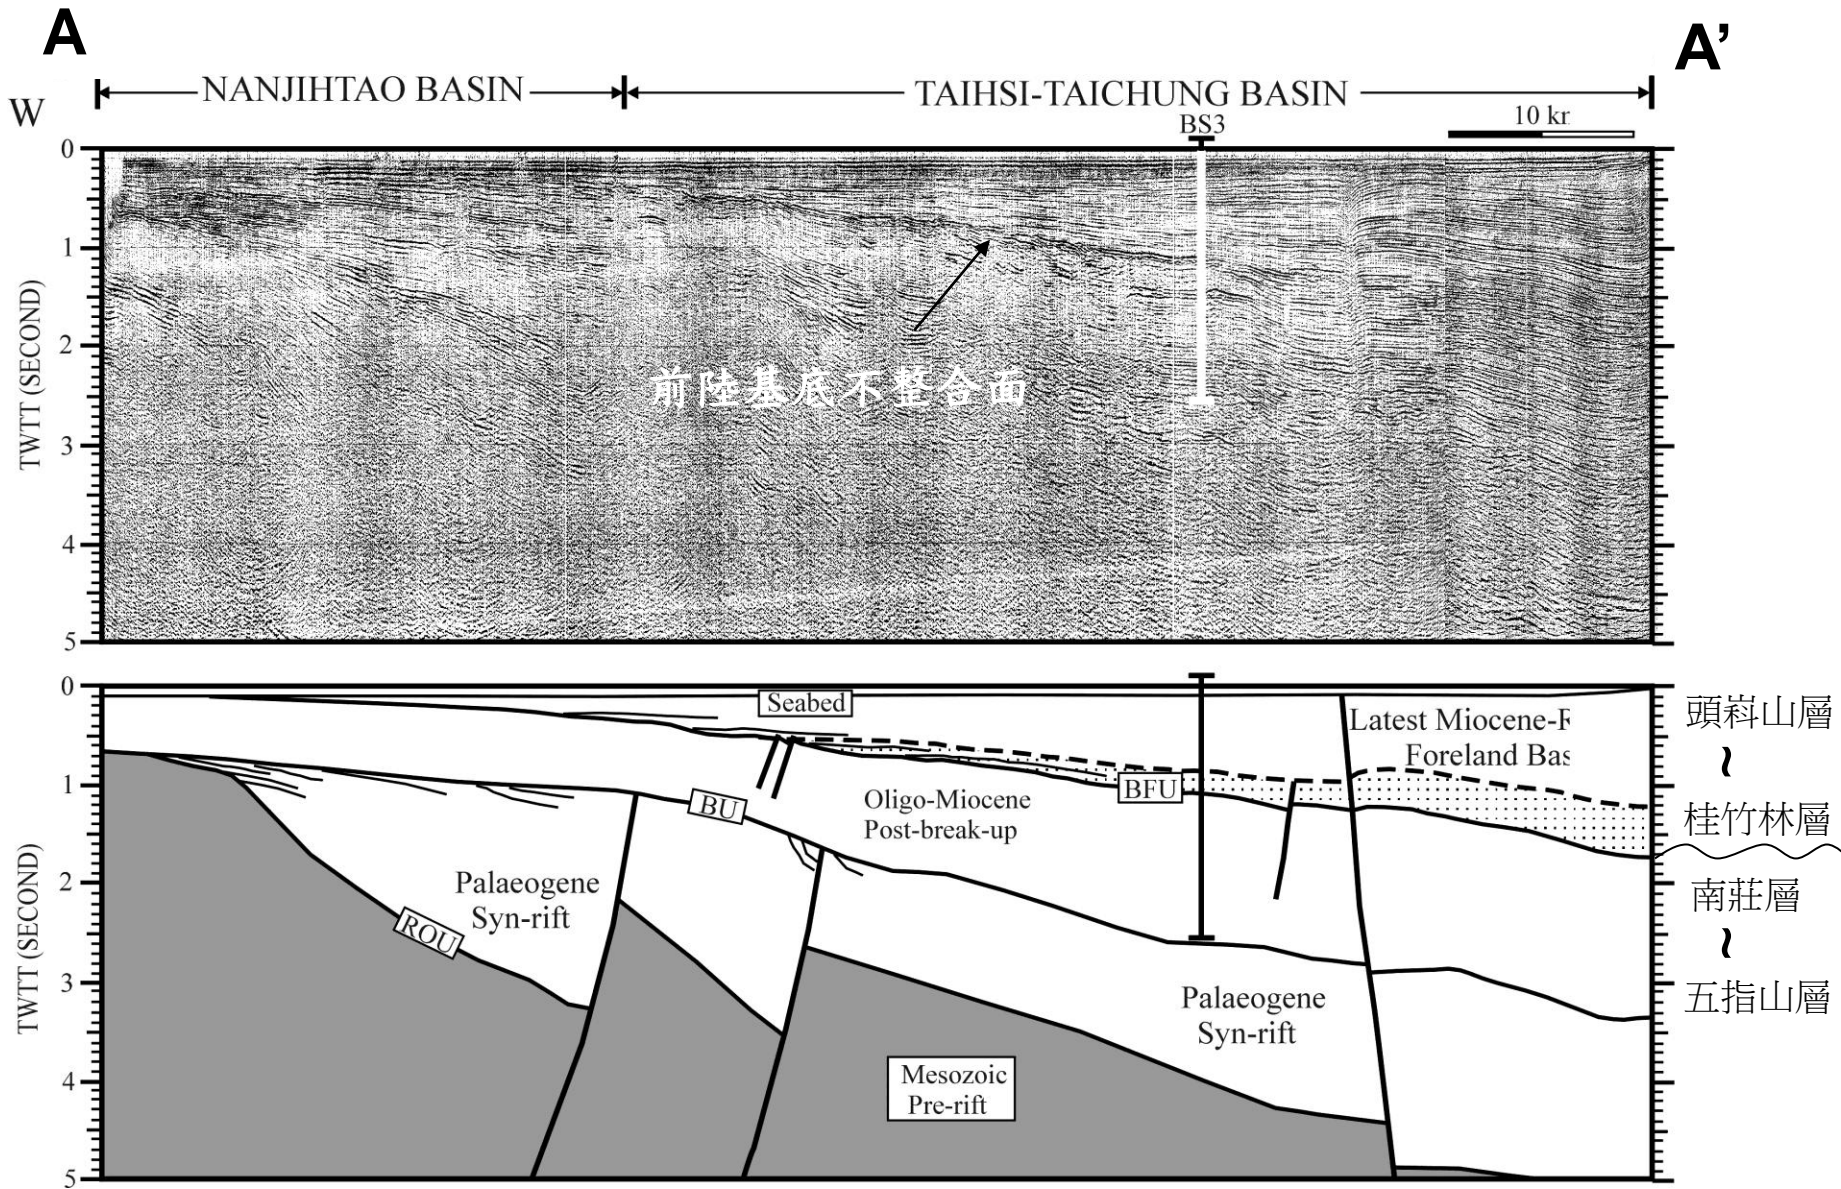 A
A’
NANJIHTAO BASIN
TAIHSI-TAICHUNG BASIN
W
BS3
10 k
0
1
2
3
4
5
TWTT (SECOND)
前陸基底不整合面
0
1
2
3
4
5
TWTT (SECOND)
Seabed
Latest Miocene-
Foreland Bas
BFU
Oligo-Miocene
Post-break-up
BU
Palaeogene
Syn-rift
ROU
Palaeogene
Syn-rift
Mesozoic
Pre-rift
頭嵙山層
~
桂竹林層
南莊層
~
五指山層